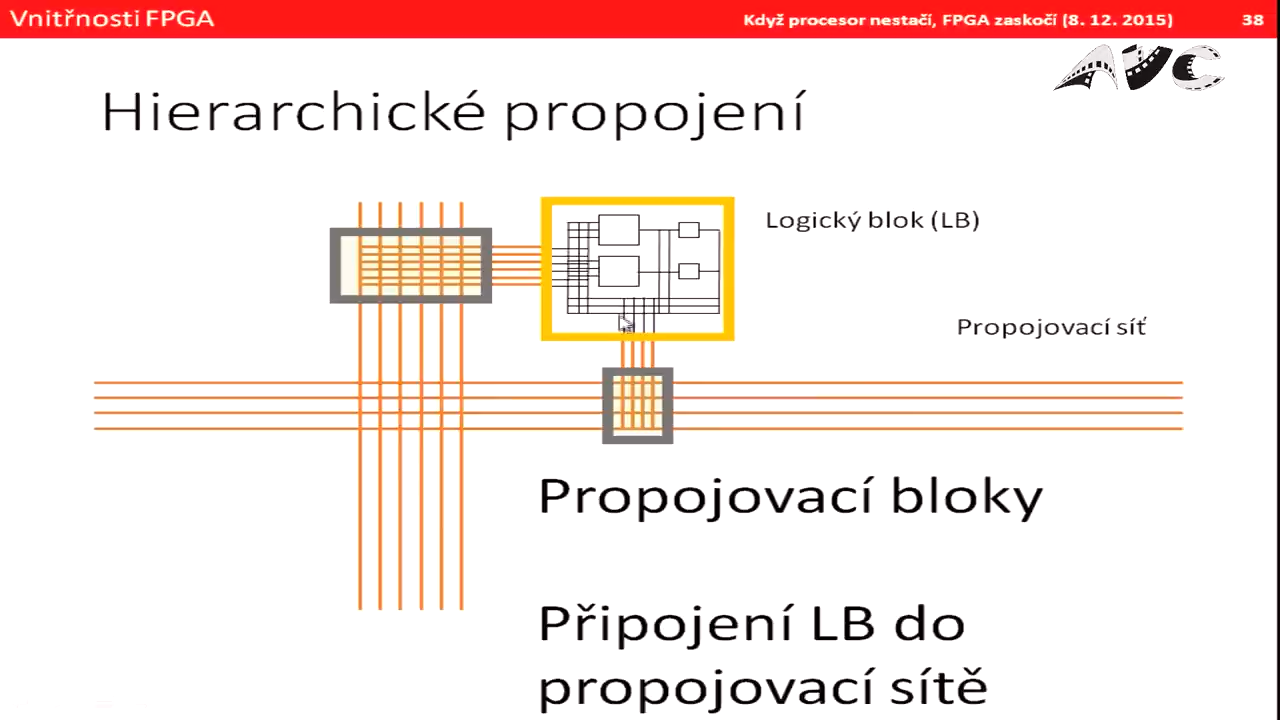 Vnitřnosti FPGA
Když procesor nestačí, FPGA zaskočí (8. 12. 2015)
38
AVC
Hierarchické propojení
Logický blok (LB)
Propojovací síť
Propojovací bloky
Připojení LB do
propojovací sítě